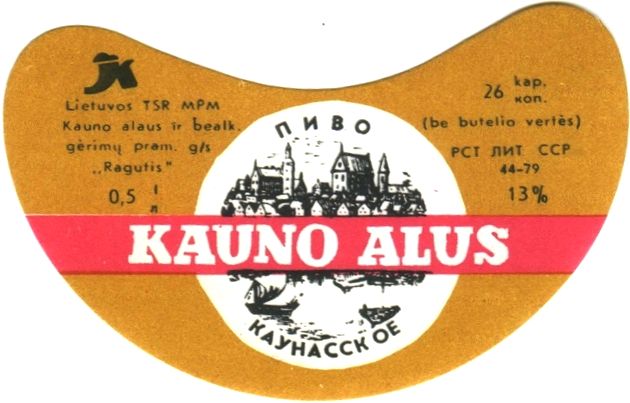 Lietuvos TSR MPM
Kauno alaus ir bealk.
gėrimų pram. g/s
„Ragutis"
0,5 l
л
26 kap.
коп.
(be butelio vertės)
РСТ ЛИТ ССР
44-79
13%
ПИВО
KAUNO ALUS
КАУНАССКОЕ